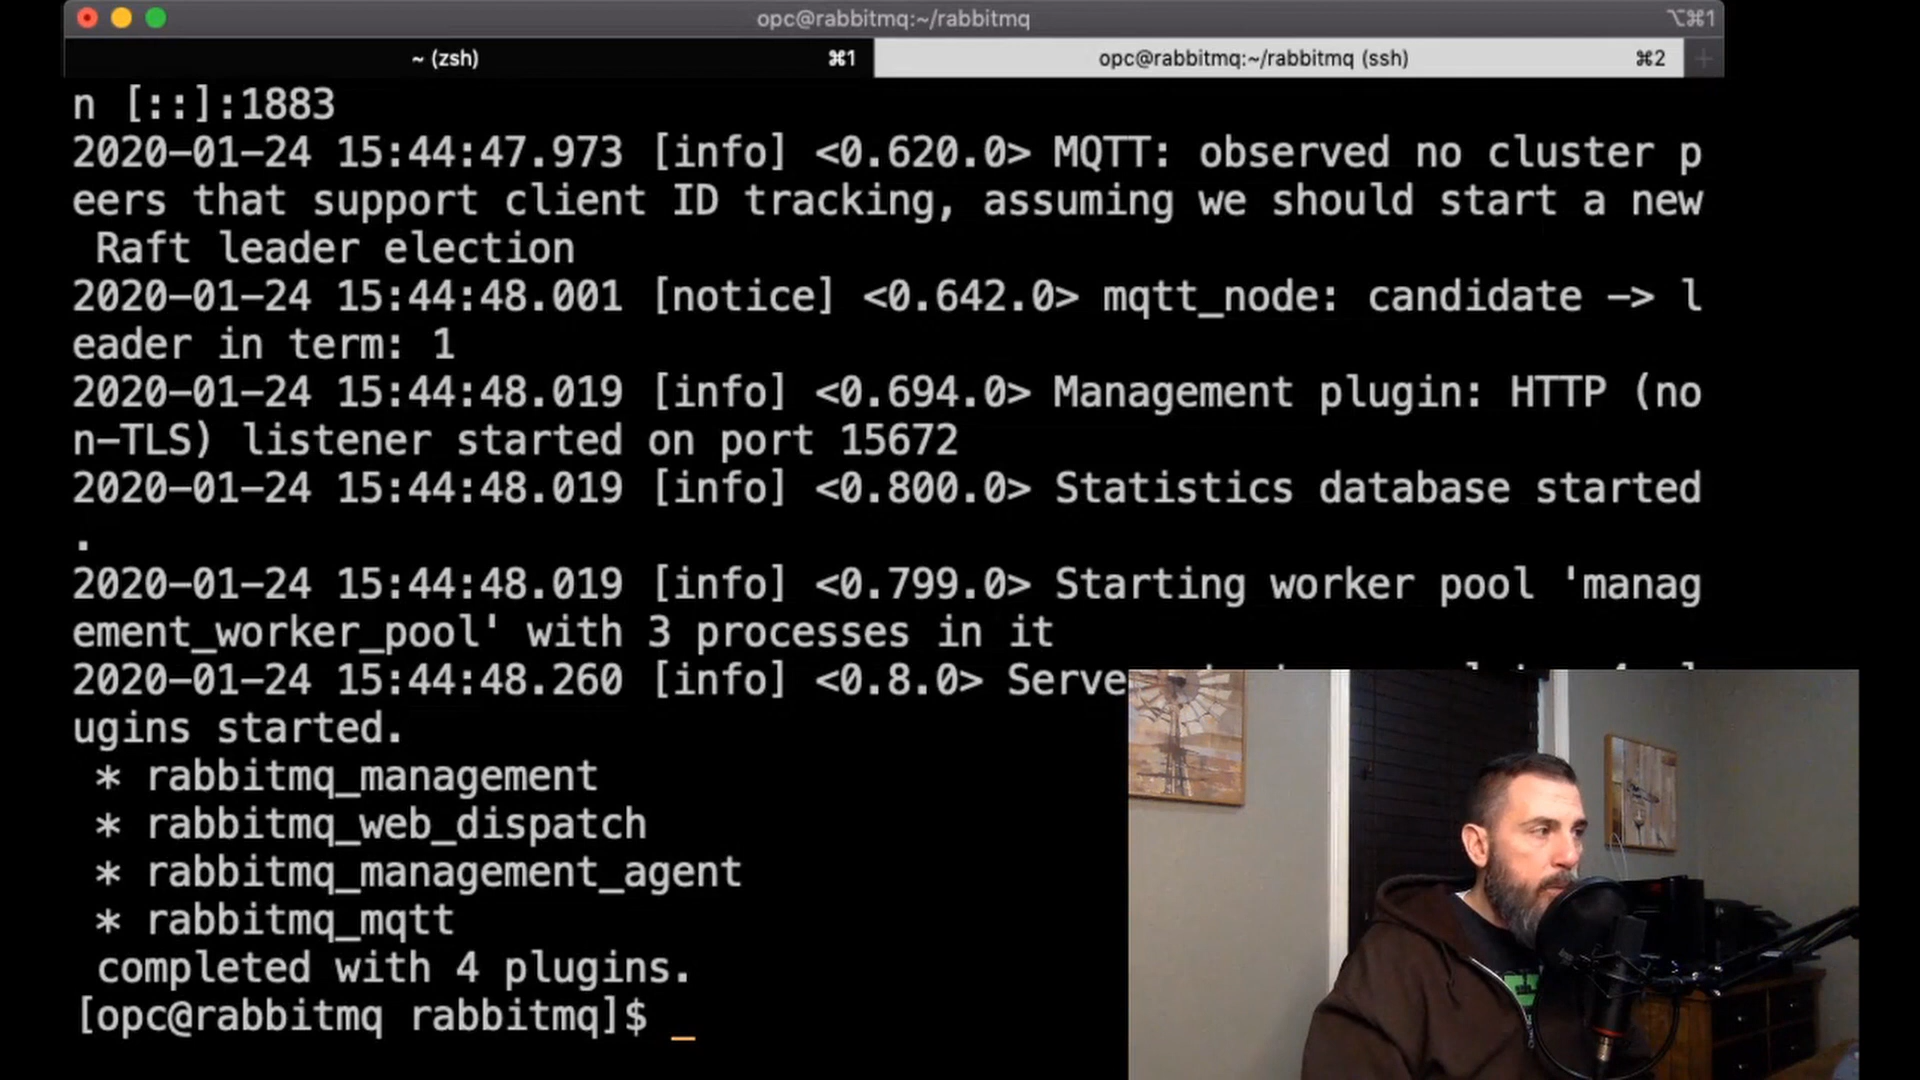 opc@rabbitmq:~/rabbitmq ⌥⌘1
~ (zsh) ⌘1 opc@rabbitmq:~/rabbitmq (ssh) ⌘2 +
n [::]:1883
2020-01-24 15:44:47.973 [info] <0.620.0> MQTT: observed no cluster p
eers that support client ID tracking, assuming we should start a new
Raft leader election
2020-01-24 15:44:48.001 [notice] <0.642.0> mqtt_node: candidate -> l
eader in term: 1
2020-01-24 15:44:48.019 [info] <0.694.0> Management plugin: HTTP (no
n-TLS) listener started on port 15672
2020-01-24 15:44:48.019 [info] <0.800.0> Statistics database started
.
2020-01-24 15:44:48.019 [info] <0.799.0> Starting worker pool 'manag
ement_worker_pool' with 3 processes in it
2020-01-24 15:44:48.260 [info] <0.8.0> Serve
ugins started.
* rabbitmq_management
* rabbitmq_web_dispatch
* rabbitmq_management_agent
* rabbitmq_mqtt
completed with 4 plugins.
[opc@rabbitmq rabbitmq]$ _